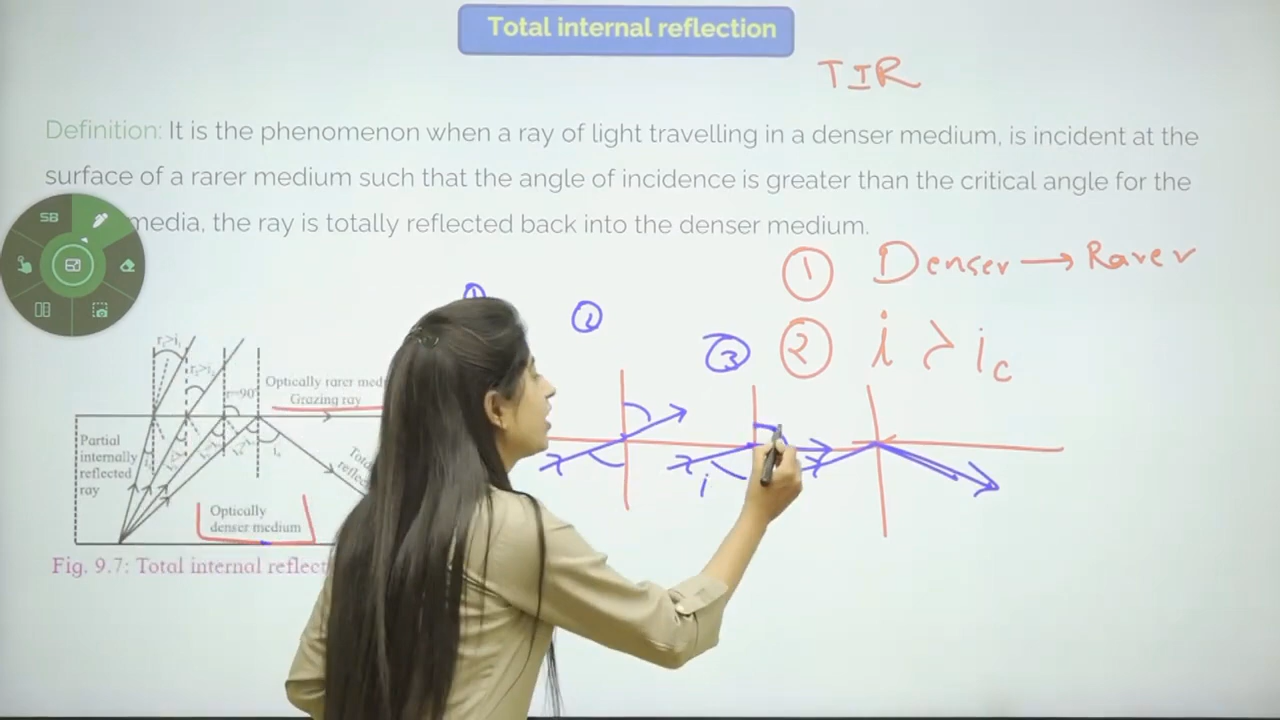 Total internal reflection
TIR
Definition: It is the phenomenon when a ray of light travelling in a denser medium, is incident at the
surface of a rarer medium such that the angle of incidence is greater than the critical angle for the
media, the ray is totally reflected back into the denser medium.
SB
① Denser → Rarer
② i > ic
①
②
③
i
r=90°
Optically rarer med
Grazing ray
Partial
internally
reflected
ray
Optically
denser medium
Fig. 9.7: Total internal reflect